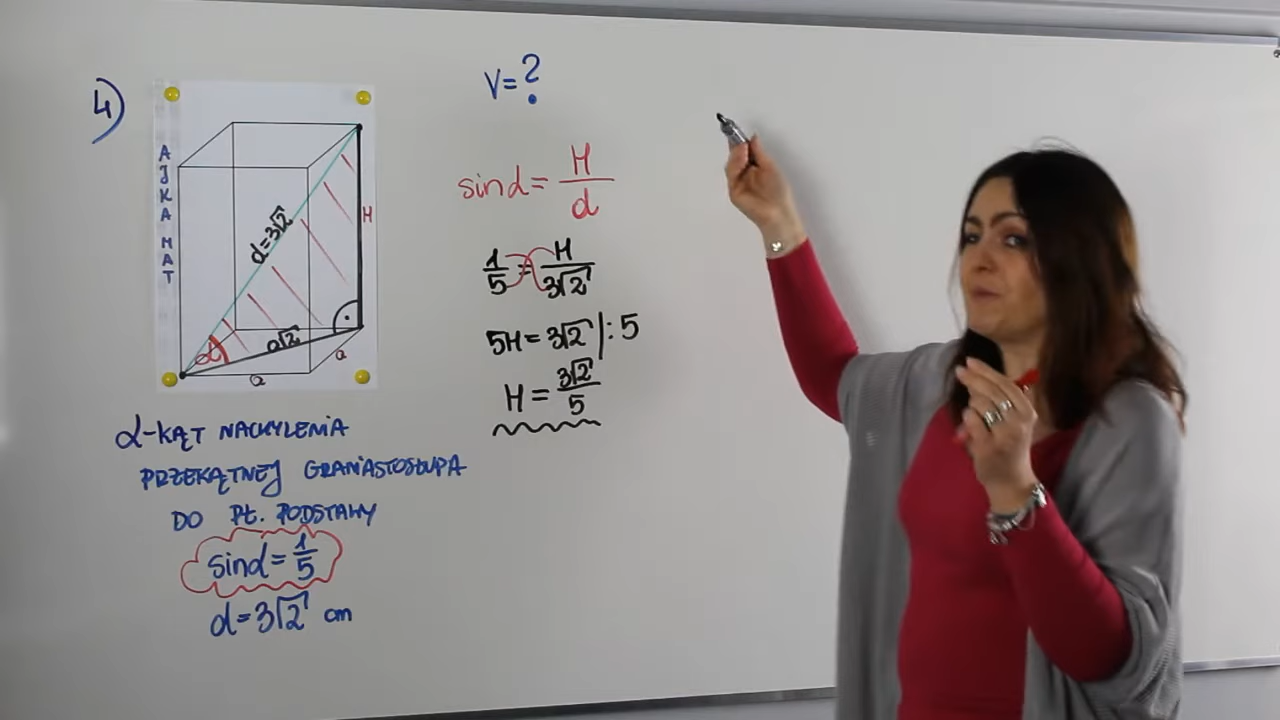 4)
AJKA MAT
d=3√2
H
a√2
α
a
a
α-KĄT NACHYLENIA
PRZEKĄTNEJ GRANIASTOSŁUPA
DO PŁ. PODSTAWY
sinα=1/5
d=3√2 cm
V=?
sinα=H/d
1/5=H/3√2
5H=3√2 |:5
H=3√2/5